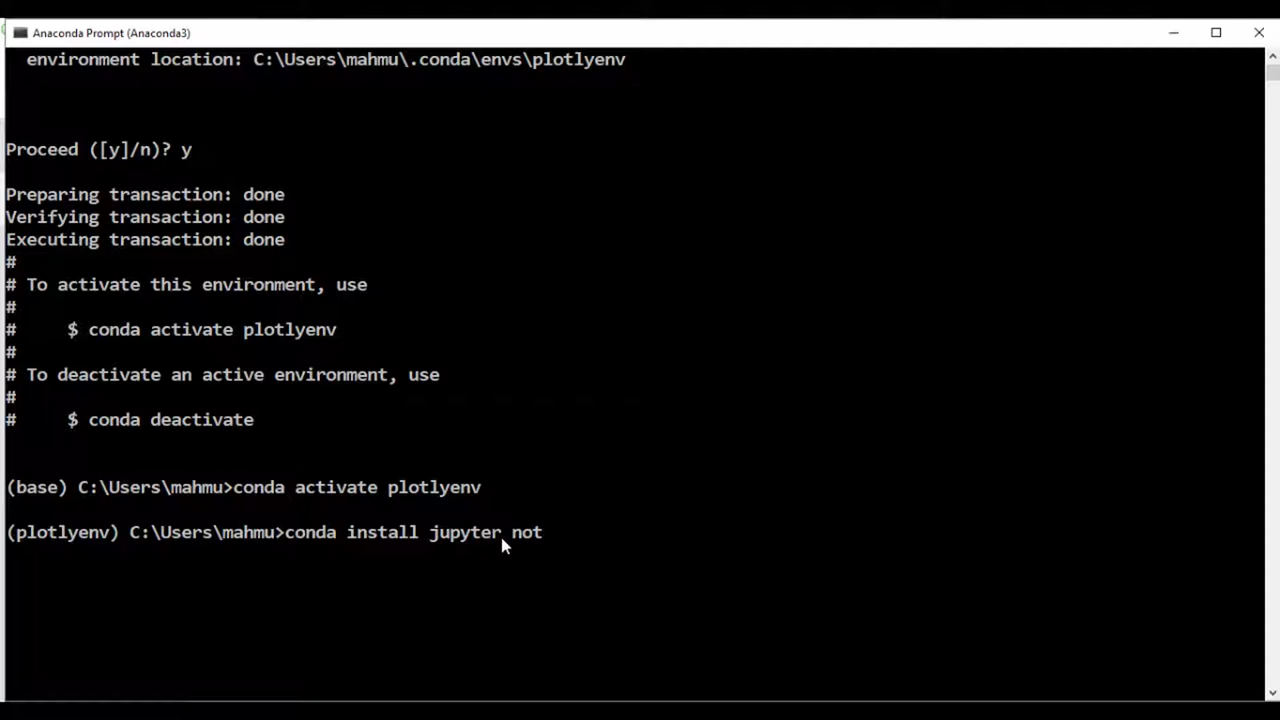 Anaconda Prompt (Anaconda3)
environment location: C:\Users\mahmu\.conda\envs\plotlyenv
Proceed ([y]/n)? y
Preparing transaction: done
Verifying transaction: done
Executing transaction: done
#
# To activate this environment, use
#
#     $ conda activate plotlyenv
#
# To deactivate an active environment, use
#
#     $ conda deactivate
(base) C:\Users\mahmu>conda activate plotlyenv
(plotlyenv) C:\Users\mahmu>conda install jupyter not